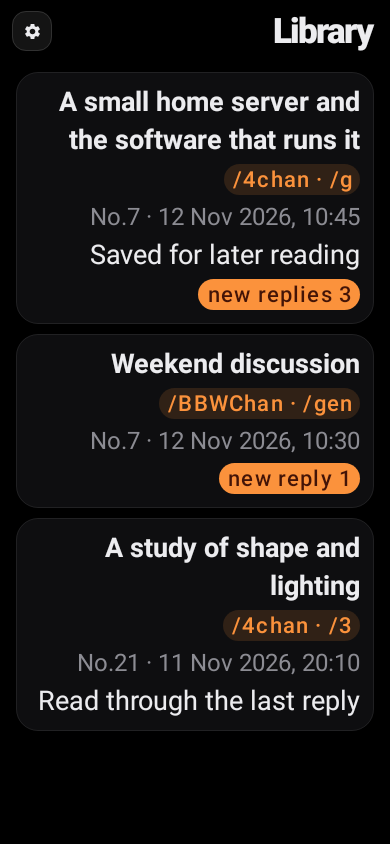 Library
A small home server and
the software that runs it
/4chan · /g
No.7 · 12 Nov 2026, 10:45
Saved for later reading
new replies 3
Weekend discussion
/BBWChan · /gen
No.7 · 12 Nov 2026, 10:30
new reply 1
A study of shape and
lighting
/4chan · /3
No.21 · 11 Nov 2026, 20:10
Read through the last reply